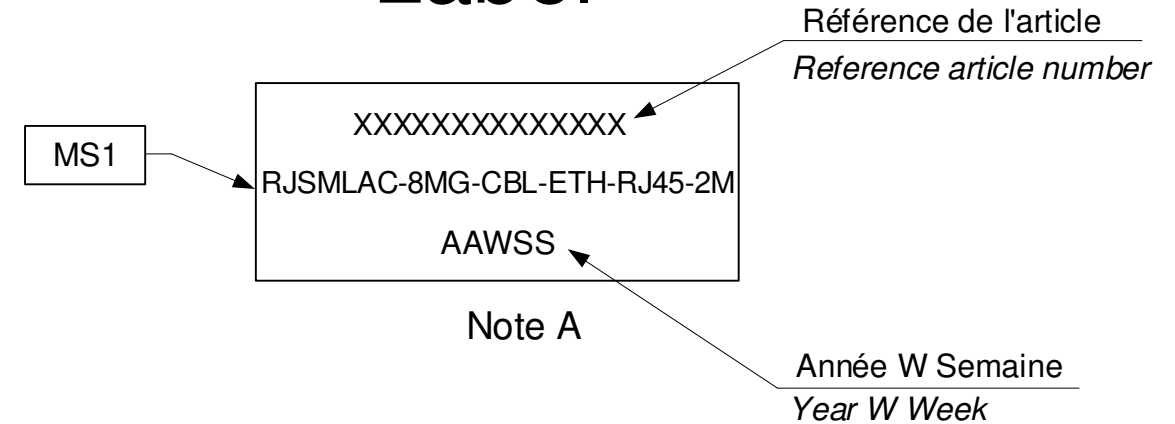 Référence de l'article
Reference article number
XXXXXXXXXXXXXX
MS1
RJSMLAC-8MG-CBL-ETH-RJ45-2M
AAWSS
Note A
Année W Semaine
Year W Week